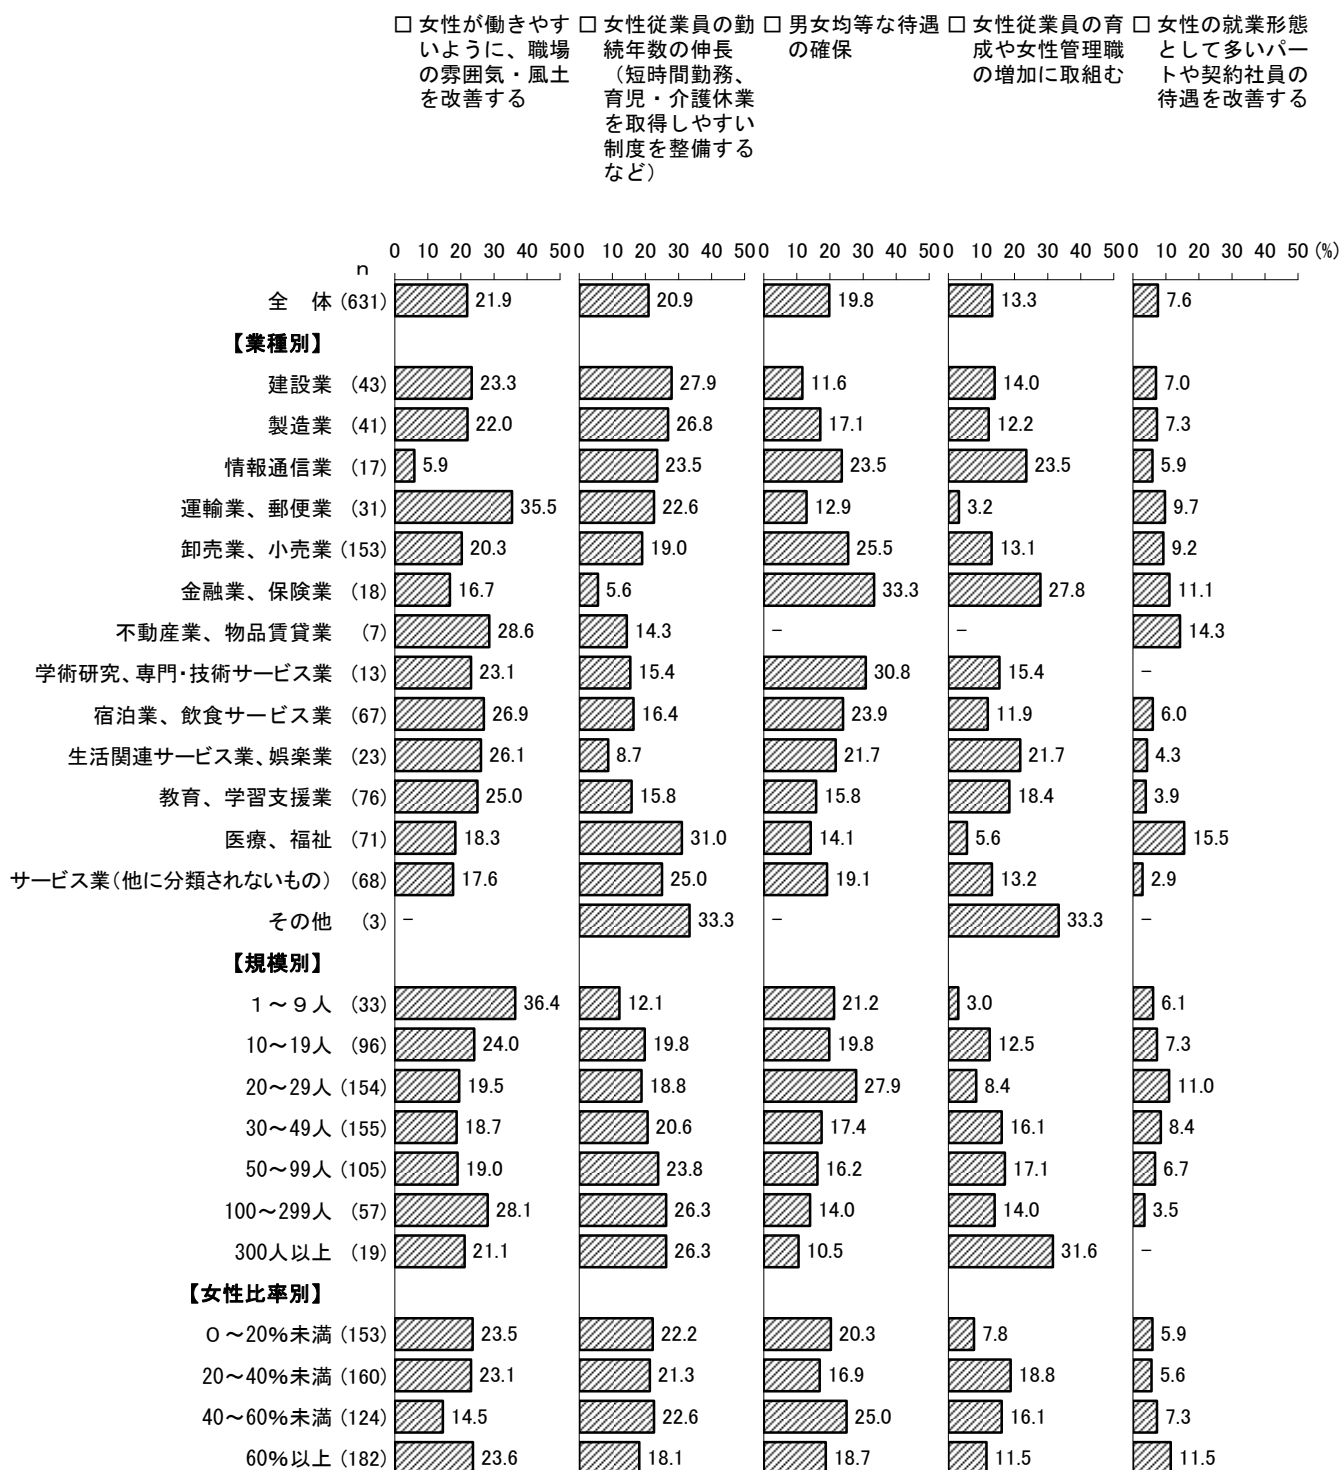 □ 女性が働きやす
いように、職場
の雰囲気・風土
を改善する
□ 女性従業員の勤
続年数の伸長
（短時間勤務、
育児・介護休業
を取得しやすい
制度を整備する
など）
□ 男女均等な待遇
の確保
□ 女性従業員の育
成や女性管理職
の増加に取組む
□ 女性の就業形態
として多いパー
トや契約社員の
待遇を改善する
0 10 20 30 40 50 0 10 20 30 40 50 0 10 20 30 40 50 0 10 20 30 40 50 0 10 20 30 40 50 (%)
n
全　体 (631) 21.9 20.9 19.8 13.3 7.6
【業種別】
建設業 (43) 23.3 27.9 11.6 14.0 7.0
製造業 (41) 22.0 26.8 17.1 12.2 7.3
情報通信業 (17) 5.9 23.5 23.5 23.5 5.9
運輸業、郵便業 (31) 35.5 22.6 12.9 3.2 9.7
卸売業、小売業 (153) 20.3 19.0 25.5 13.1 9.2
金融業、保険業 (18) 16.7 5.6 33.3 27.8 11.1
不動産業、物品賃貸業 (7) 28.6 14.3 － － 14.3
学術研究、専門・技術サービス業 (13) 23.1 15.4 30.8 15.4 －
宿泊業、飲食サービス業 (67) 26.9 16.4 23.9 11.9 6.0
生活関連サービス業、娯楽業 (23) 26.1 8.7 21.7 21.7 4.3
教育、学習支援業 (76) 25.0 15.8 15.8 18.4 3.9
医療、福祉 (71) 18.3 31.0 14.1 5.6 15.5
サービス業（他に分類されないもの） (68) 17.6 25.0 19.1 13.2 2.9
その他 (3) － 33.3 － 33.3 －
【規模別】
１～９人 (33) 36.4 12.1 21.2 3.0 6.1
10～19人 (96) 24.0 19.8 19.8 12.5 7.3
20～29人 (154) 19.5 18.8 27.9 8.4 11.0
30～49人 (155) 18.7 20.6 17.4 16.1 8.4
50～99人 (105) 19.0 23.8 16.2 17.1 6.7
100～299人 (57) 28.1 26.3 14.0 14.0 3.5
300人以上 (19) 21.1 26.3 10.5 31.6 －
【女性比率別】
０～20％未満 (153) 23.5 22.2 20.3 7.8 5.9
20～40％未満 (160) 23.1 21.3 16.9 18.8 5.6
40～60％未満 (124) 14.5 22.6 25.0 16.1 7.3
60％以上 (182) 23.6 18.1 18.7 11.5 11.5